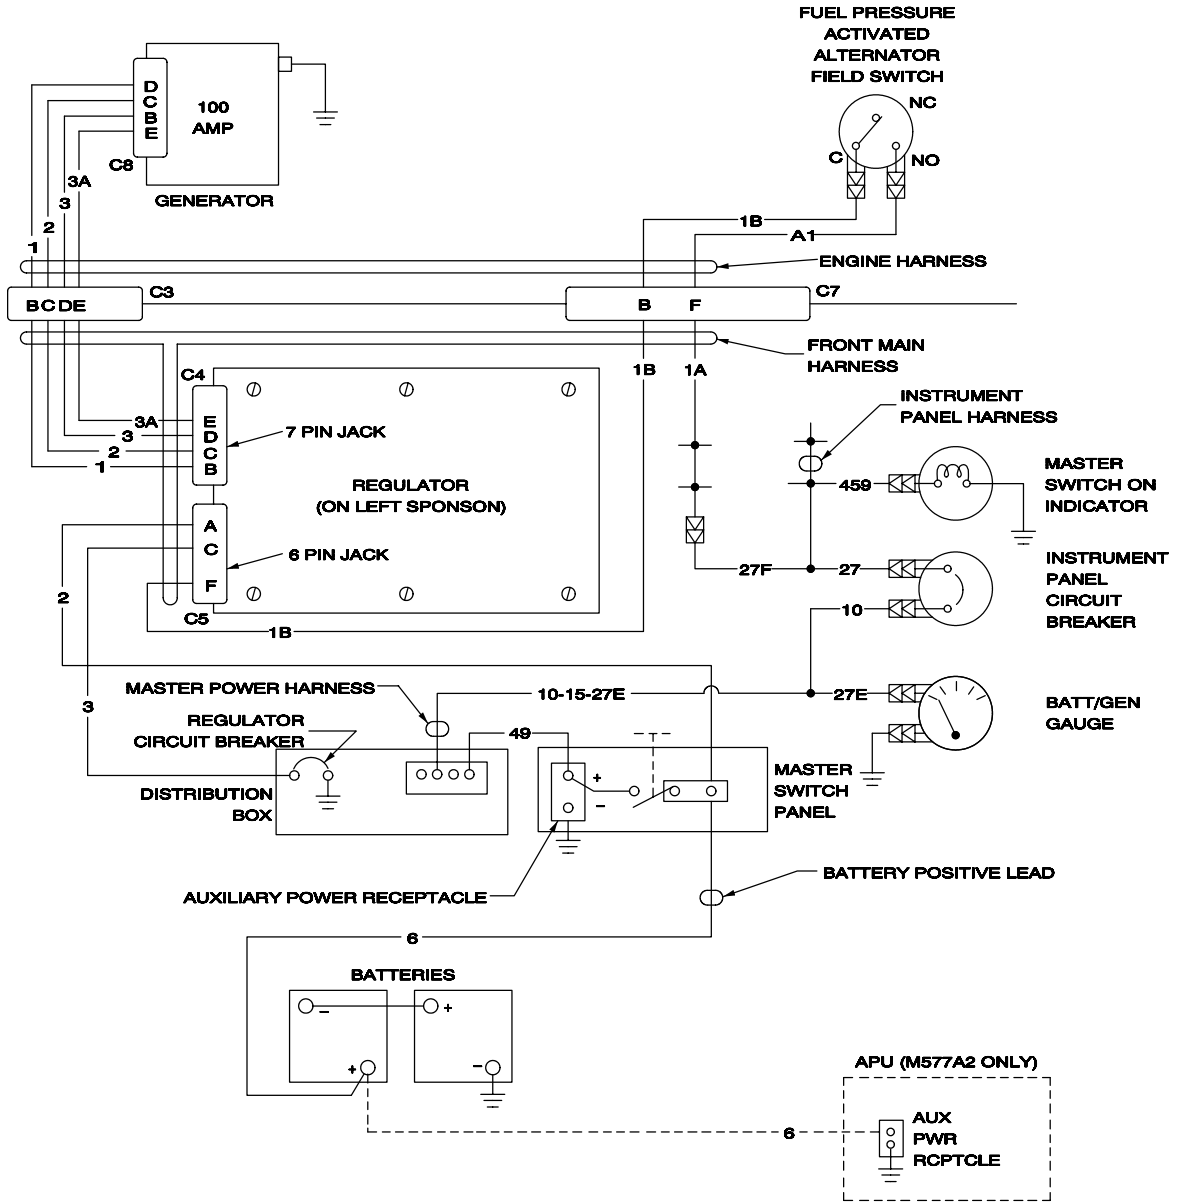 FUEL PRESSURE
ACTIVATED
ALTERNATOR
FIELD SWITCH
NC
C
NO
D
C
B
E
100
AMP
C8
GENERATOR
3A
3
2
1
1B
A1
ENGINE HARNESS
C3
B C D E
B F
C7
FRONT MAIN
HARNESS
1B
1A
C4
3A
3
2
1
E
D
C
B
7 PIN JACK
REGULATOR
(ON LEFT SPONSON)
A
C
F
6 PIN JACK
C5
2
1B
INSTRUMENT
PANEL HARNESS
459
MASTER
SWITCH ON
INDICATOR
27F
27
10
INSTRUMENT
PANEL
CIRCUIT
BREAKER
3
MASTER POWER HARNESS
10-15-27E
27E
BATT/GEN
GAUGE
REGULATOR
CIRCUIT BREAKER
49
DISTRIBUTION
BOX
+
–
MASTER
SWITCH
PANEL
AUXILIARY POWER RECEPTACLE
BATTERY POSITIVE LEAD
6
BATTERIES
–
+
+
–
APU (M577A2 ONLY)
6
AUX
PWR
RCPTCLE